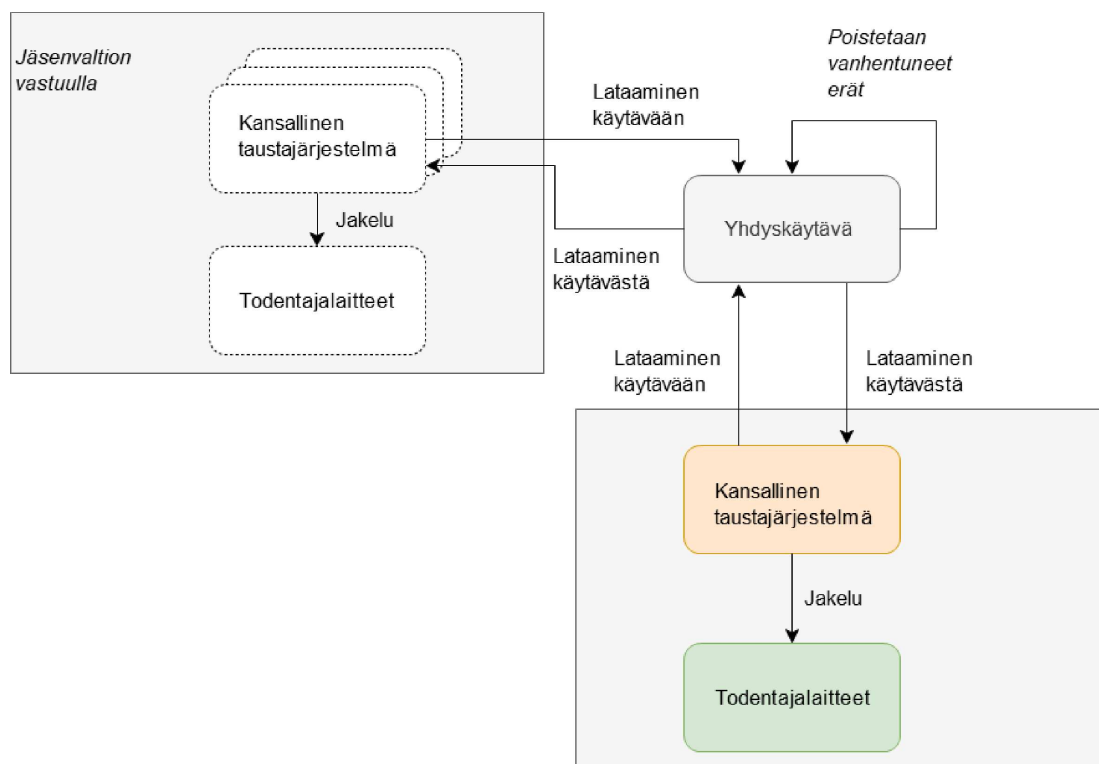 Jäsenvaltion
vastuulla
Kansallinen
taustajärjestelmä
Jakelu
Todentajalaitteet
Lataaminen
käytävään
Lataaminen
käytävästä
Poistetaan
vanhentuneet
erät
Yhdyskäytävä
Lataaminen
käytävään
Lataaminen
käytävästä
Kansallinen
taustajärjestelmä
Jakelu
Todentajalaitteet